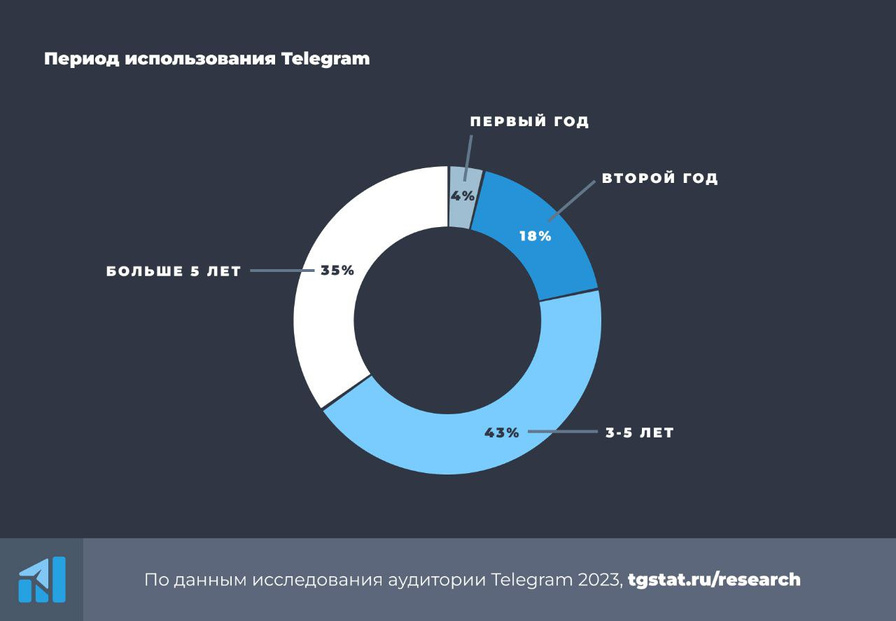 Период использования Telegram
ПЕРВЫЙ ГОД
ВТОРОЙ ГОД
4%
18%
БОЛЬШЕ 5 ЛЕТ
35%
43%
3-5 ЛЕТ
По данным исследования аудитории Telegram 2023, tgstat.ru/research